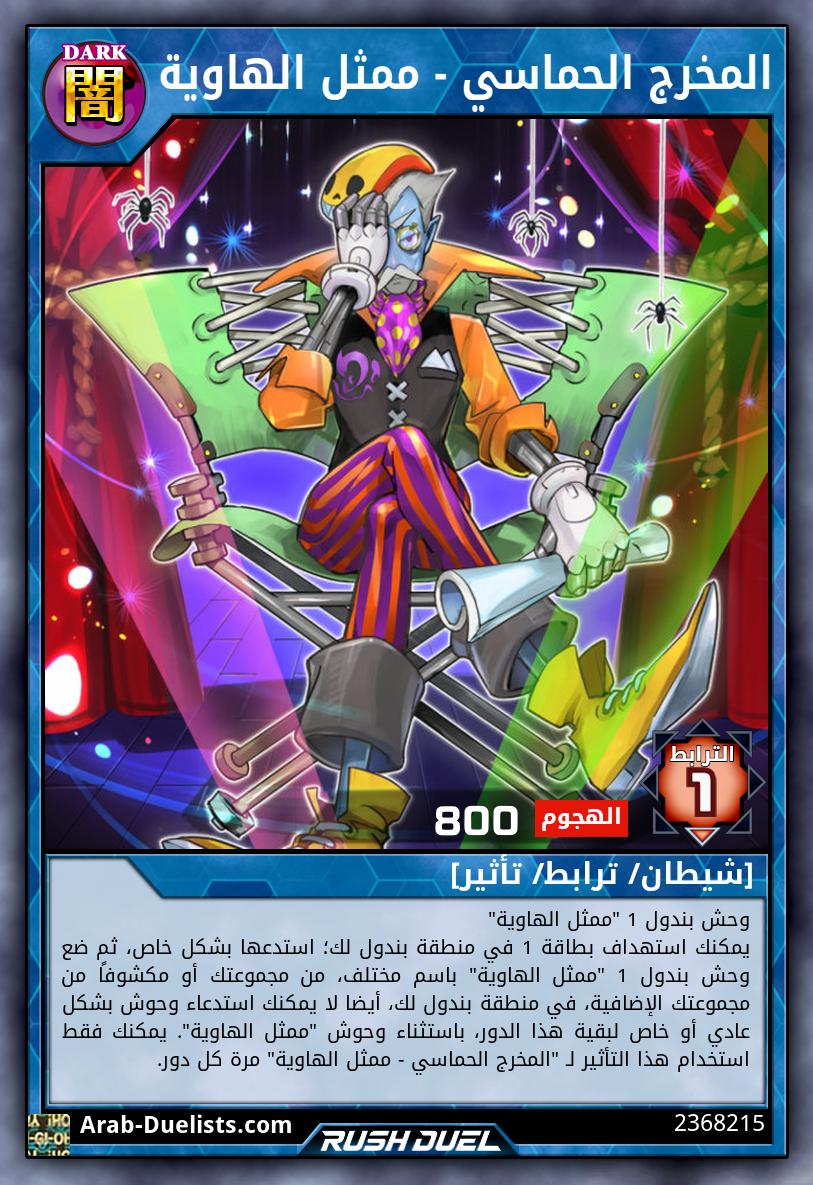 DARK
闇
المخرج الحماسي - ممثل الهاوية
الترابط
1
الهجوم 800
[شيطان/ ترابط/ تأثير]
وحش بندول 1 "ممثل الهاوية"
يمكنك استهداف بطاقة 1 في منطقة بندول لك؛ استدعها بشكل خاص، ثم ضع
وحش بندول 1 "ممثل الهاوية" باسم مختلف، من مجموعتك أو مكشوفاً من
مجموعتك الإضافية، في منطقة بندول لك، أيضا لا يمكنك استدعاء وحوش بشكل
عادي أو خاص لبقية هذا الدور، باستثناء وحوش "ممثل الهاوية". يمكنك فقط
استخدام هذا التأثير لـ "المخرج الحماسي - ممثل الهاوية" مرة كل دور.
Arab-Duelists.com
RUSH DUEL
2368215